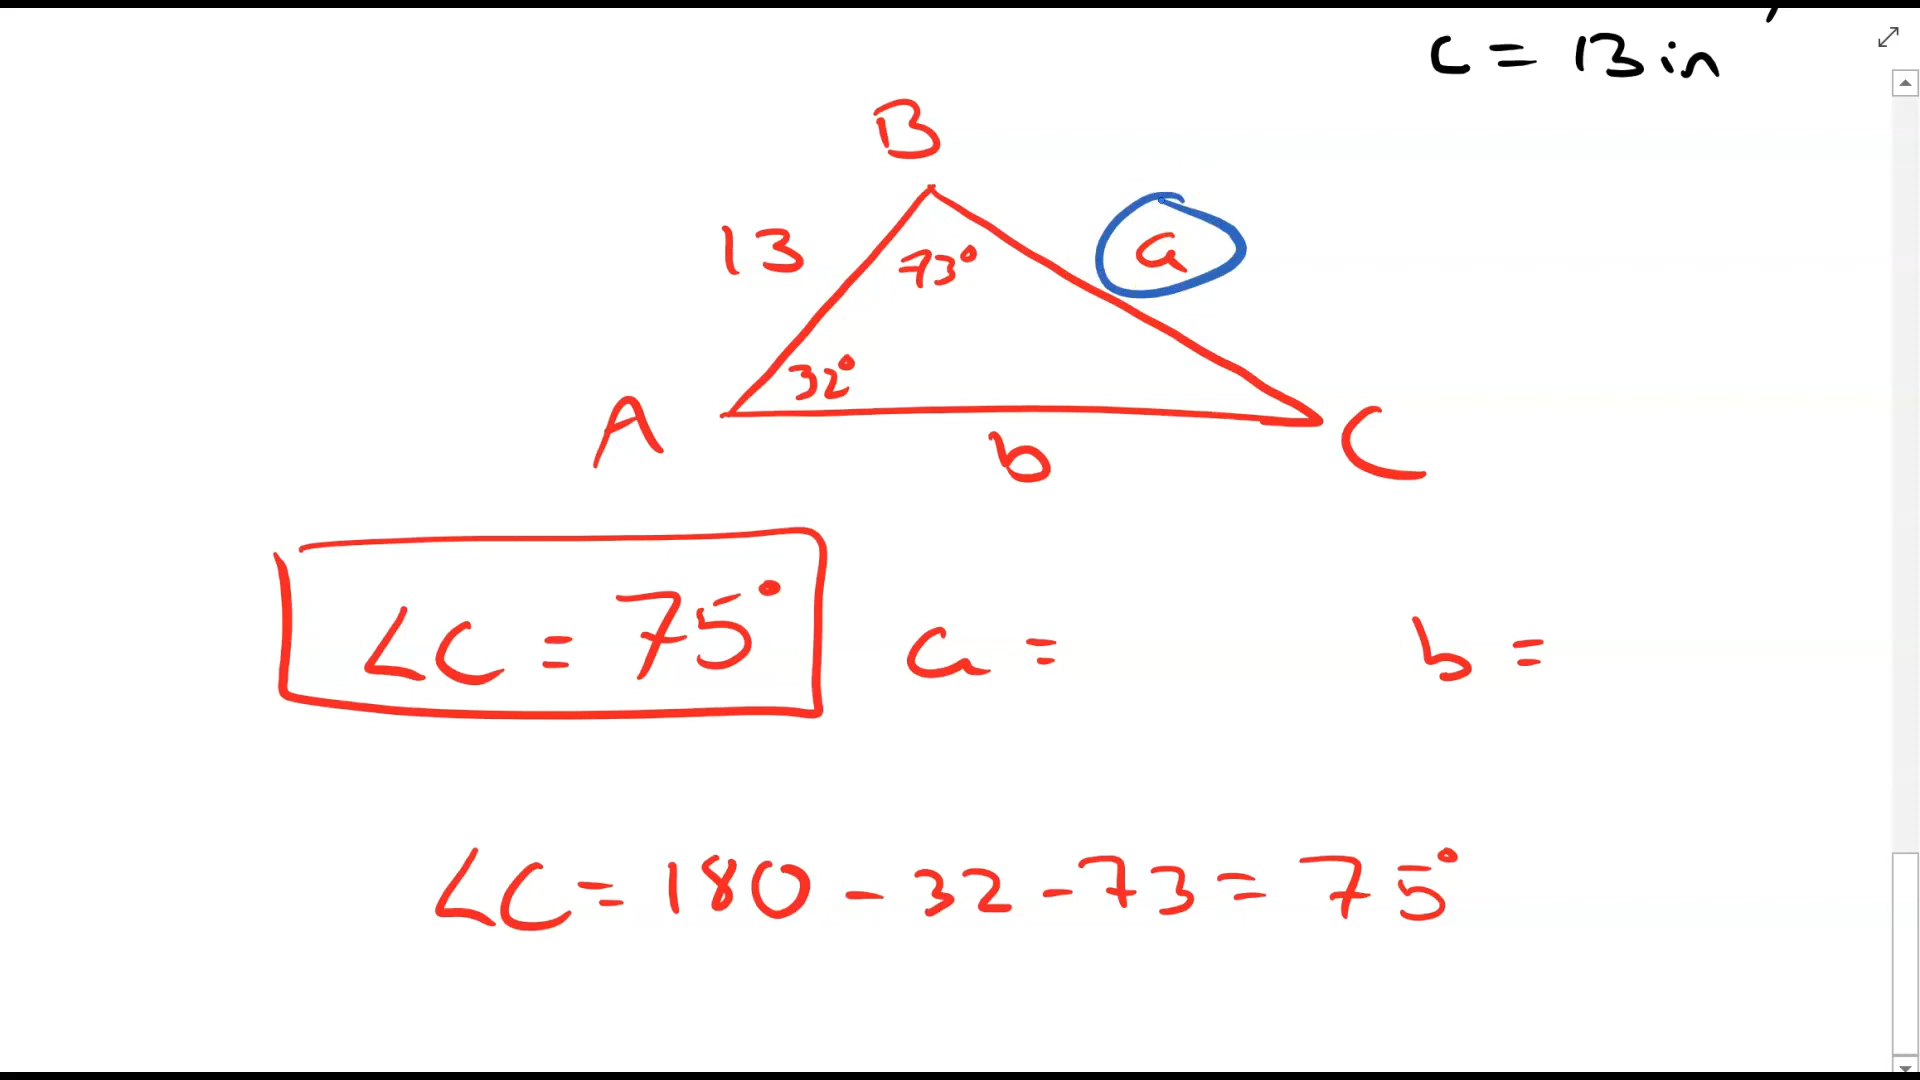 c = 13 in
B
13
73°
a
32°
A
b
C
∠C = 75°
a =
b =
∠C = 180 - 32 - 73 = 75°